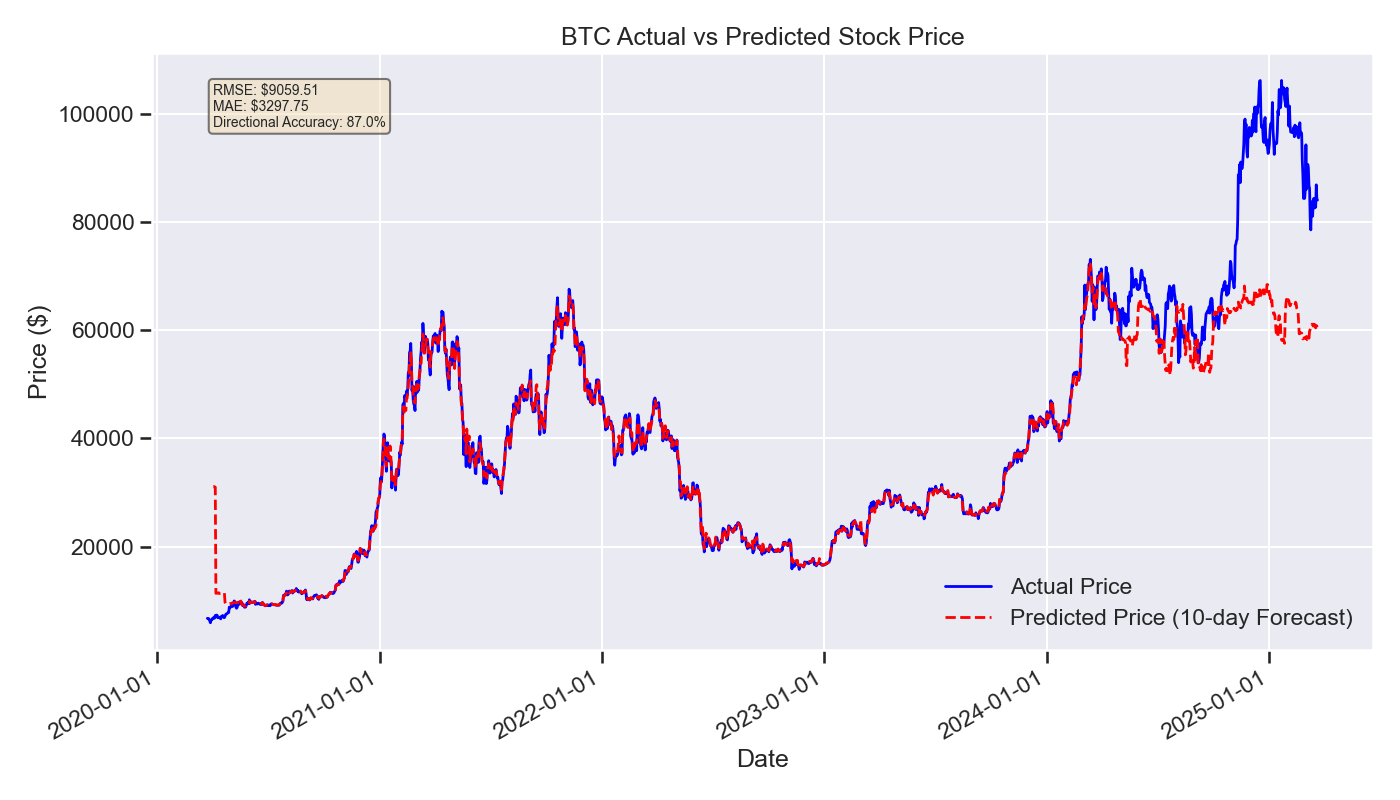 BTC Actual vs Predicted Stock Price
RMSE: $9059.51
MAE: $3297.75
Directional Accuracy: 87.0%
100000
80000
60000
40000
20000
Price ($)
Actual Price
Predicted Price (10-day Forecast)
2020-01-01
2021-01-01
2022-01-01
2023-01-01
2024-01-01
2025-01-01
Date